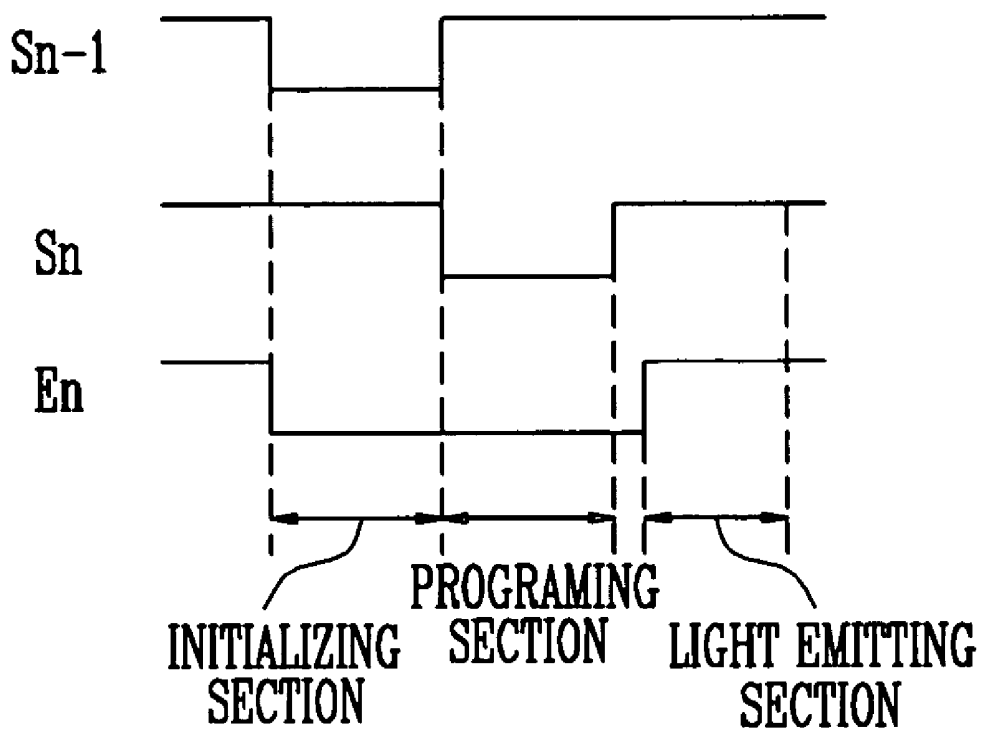 Sn-1
Sn
En
PROGRAMING
SECTION
INITIALIZING
SECTION
LIGHT EMITTING
SECTION